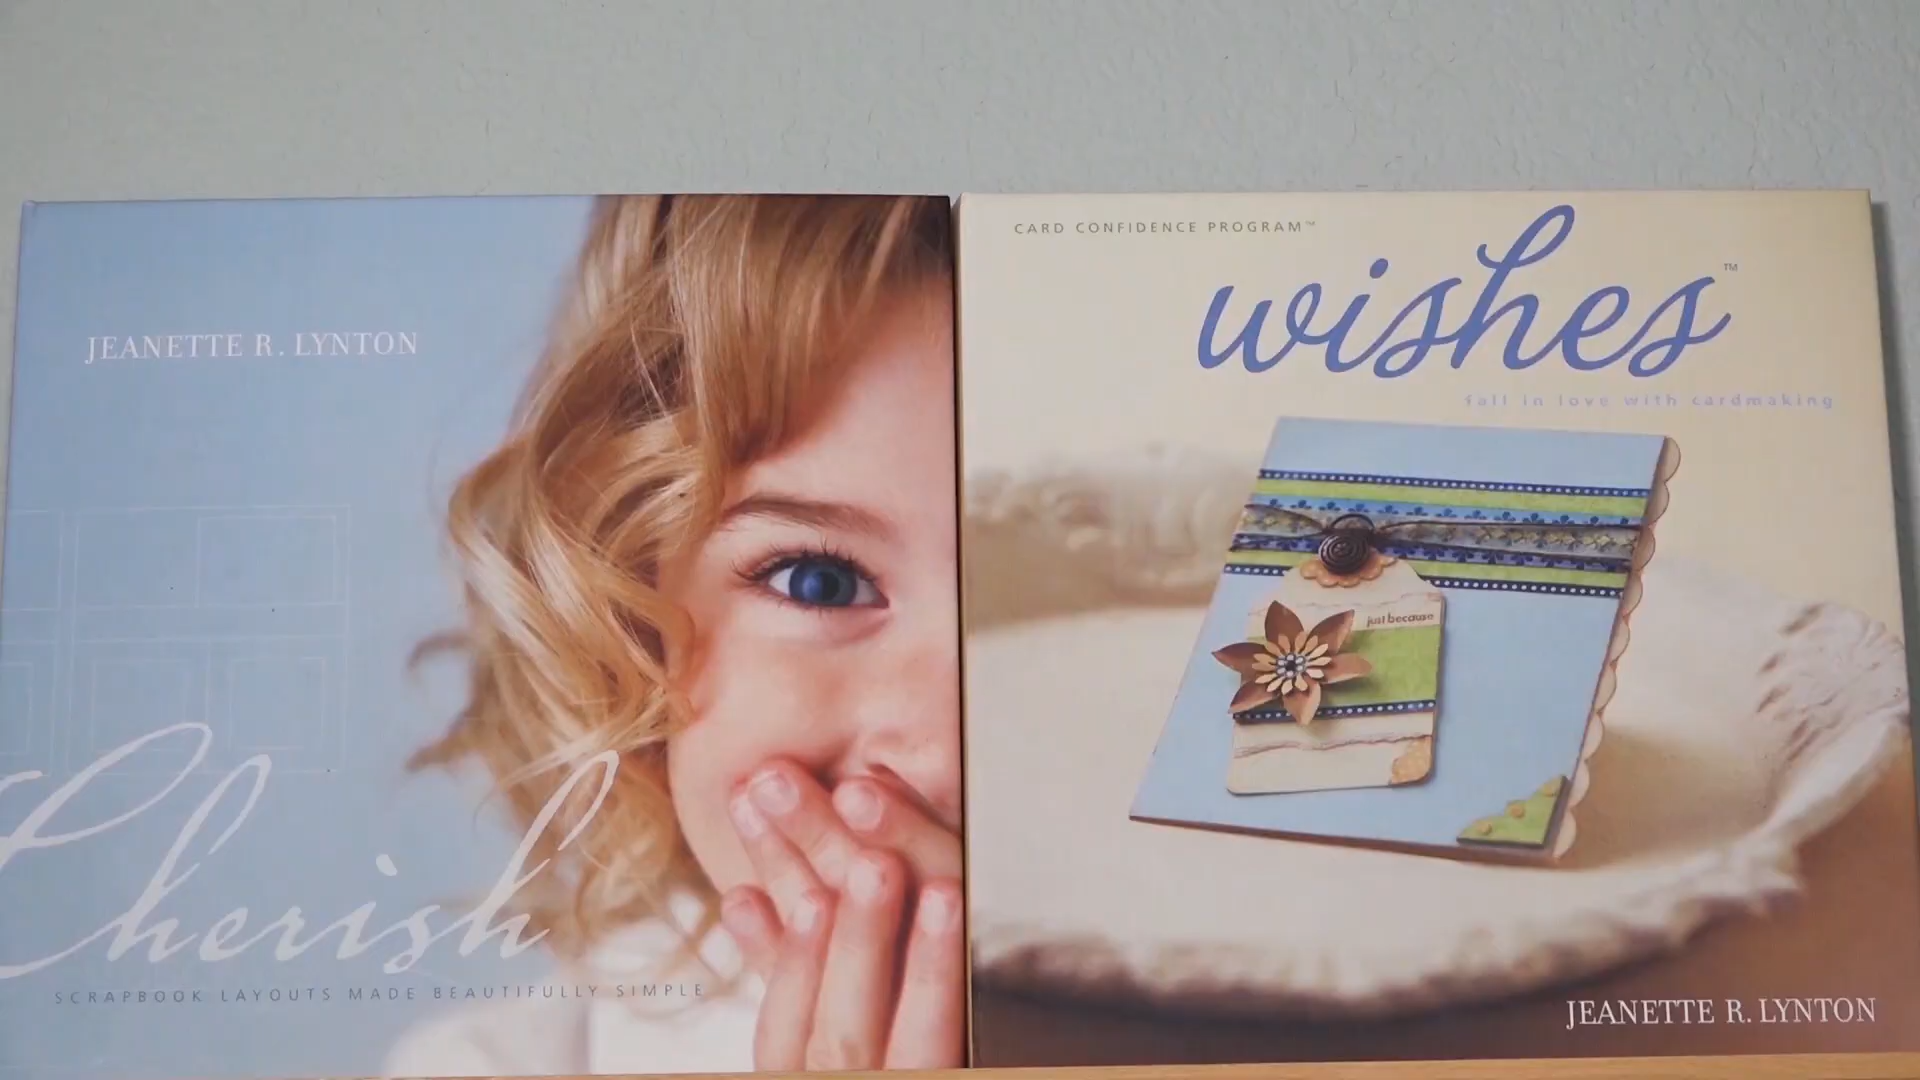 JEANETTE R. LYNTON
Cherish
SCRAPBOOK LAYOUTS MADE BEAUTIFULLY SIMPLE
CARD CONFIDENCE PROGRAM™
wishes™
fall in love with cardmaking
just because
JEANETTE R. LYNTON